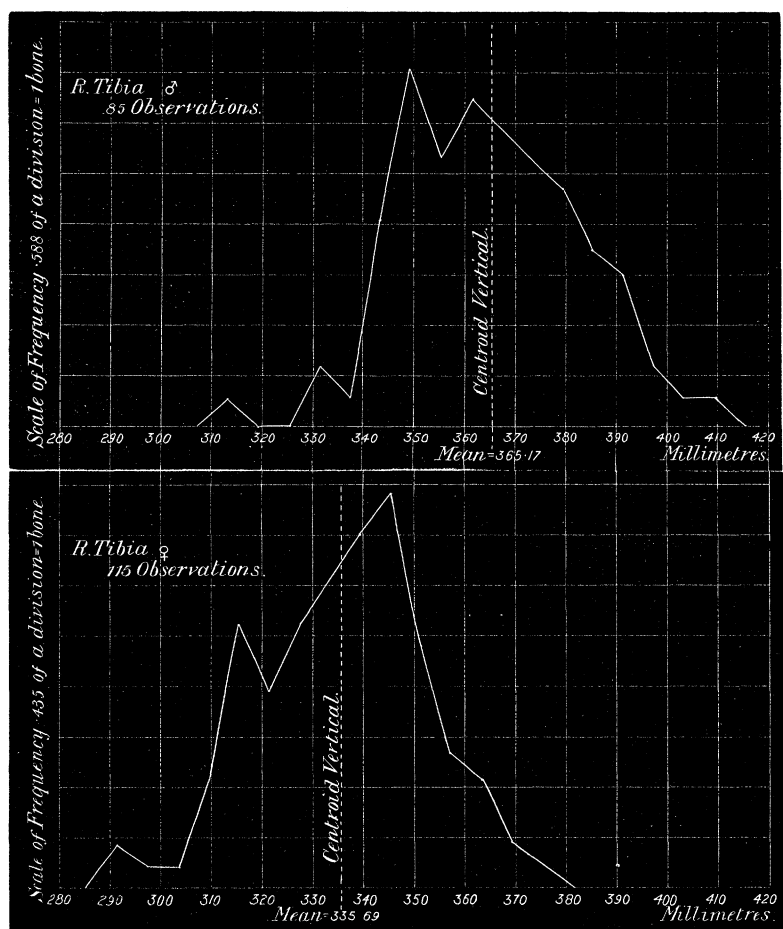 R. Tibia ♂
85 Observations.
Scale of Frequency ·588 of a division = 1 bone.
Centroid Vertical.
280 290 300 310 320 330 340 350 360 370 380 390 400 410
Mean = 365·17
Millimetres.
R. Tibia ♀
115 Observations.
Scale of Frequency ·435 of a division = 1 bone.
Centroid Vertical.
280 290 300 310 320 330 340 350 360 370 380 390 400 410 420
Mean = 335 69
Millimetres.